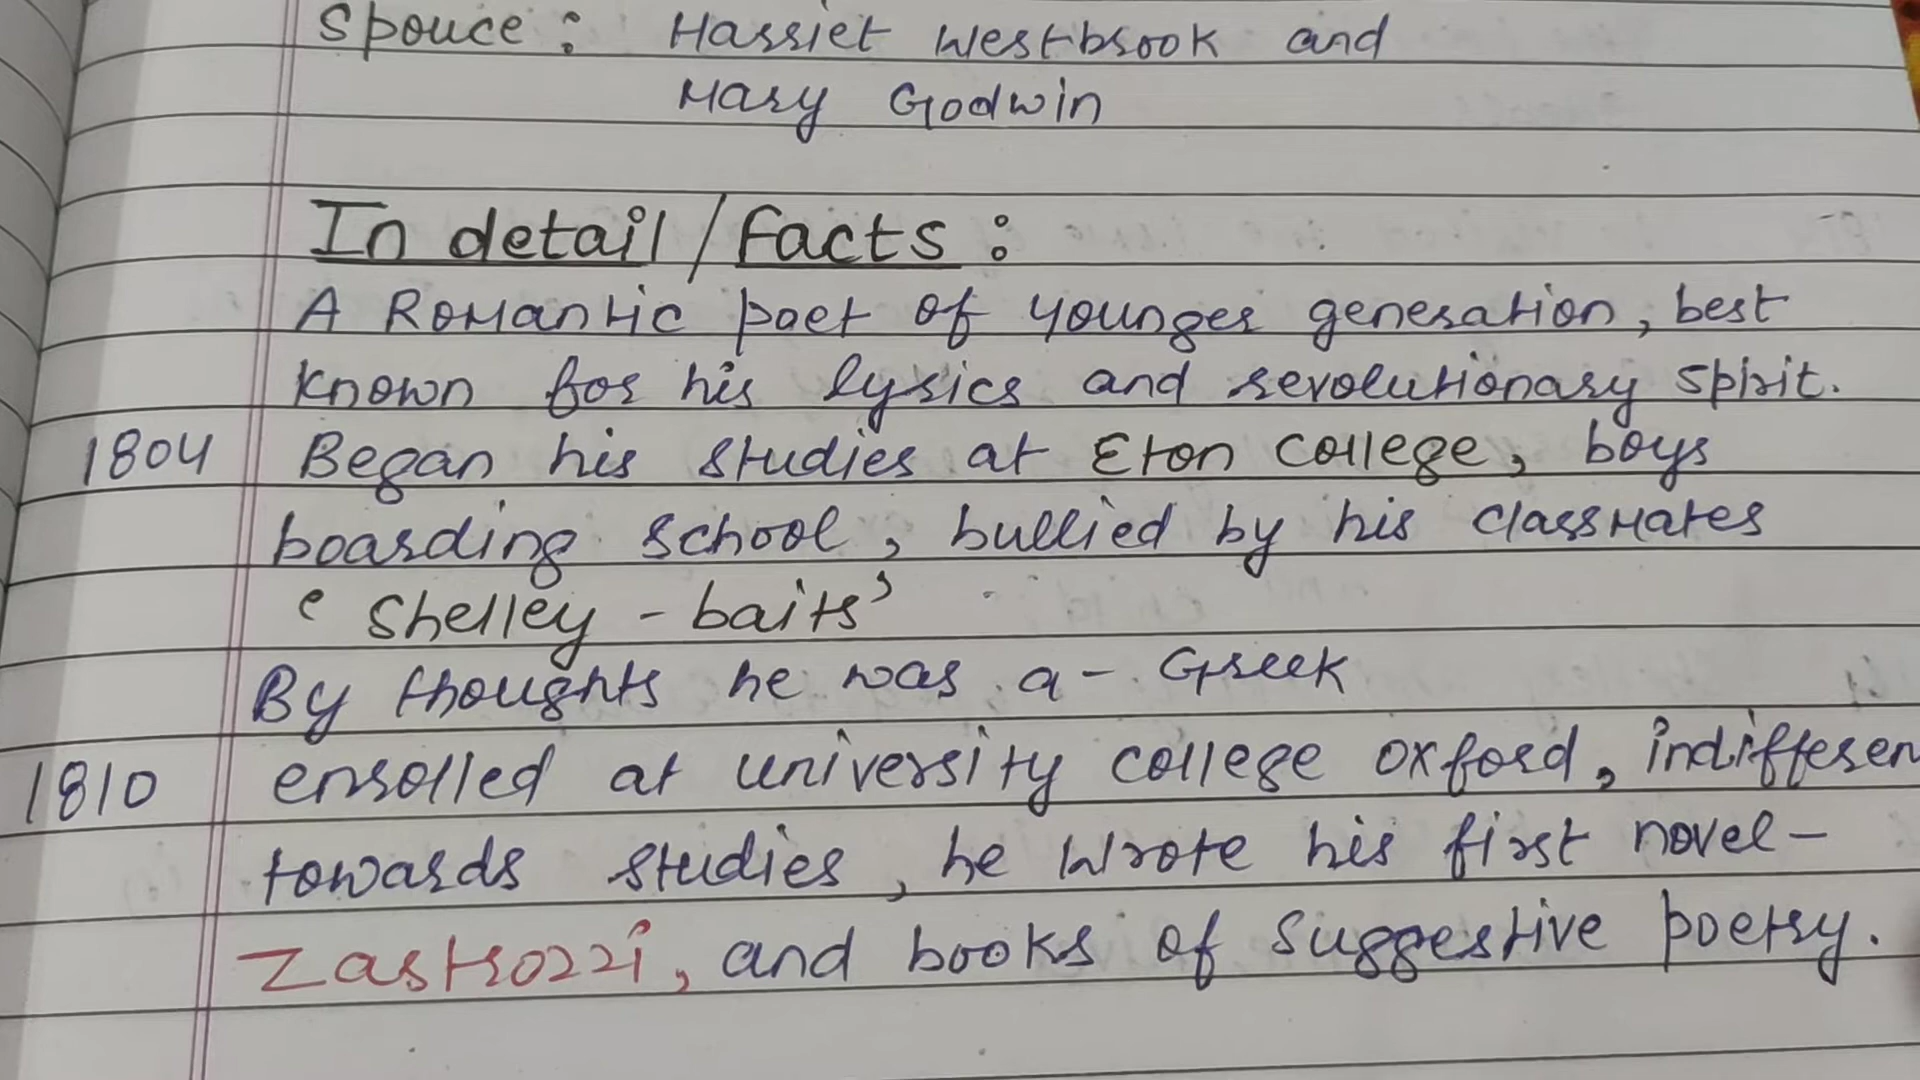 Spouce : Harriet Westbrook and
Mary Godwin
In detail / Facts :
A Romantic poet of younger generation, best
known for his lyrics and revolutionary spirit.
1804 Began his studies at Eton College, boys
boarding school, bullied by his classmates
' Shelley - baits'
By thoughts he was a - Greek
1810 enrolled at university college oxford, indifferen
towards studies, he wrote his first novel -
Zastrozzi, and books of suggestive poetry.